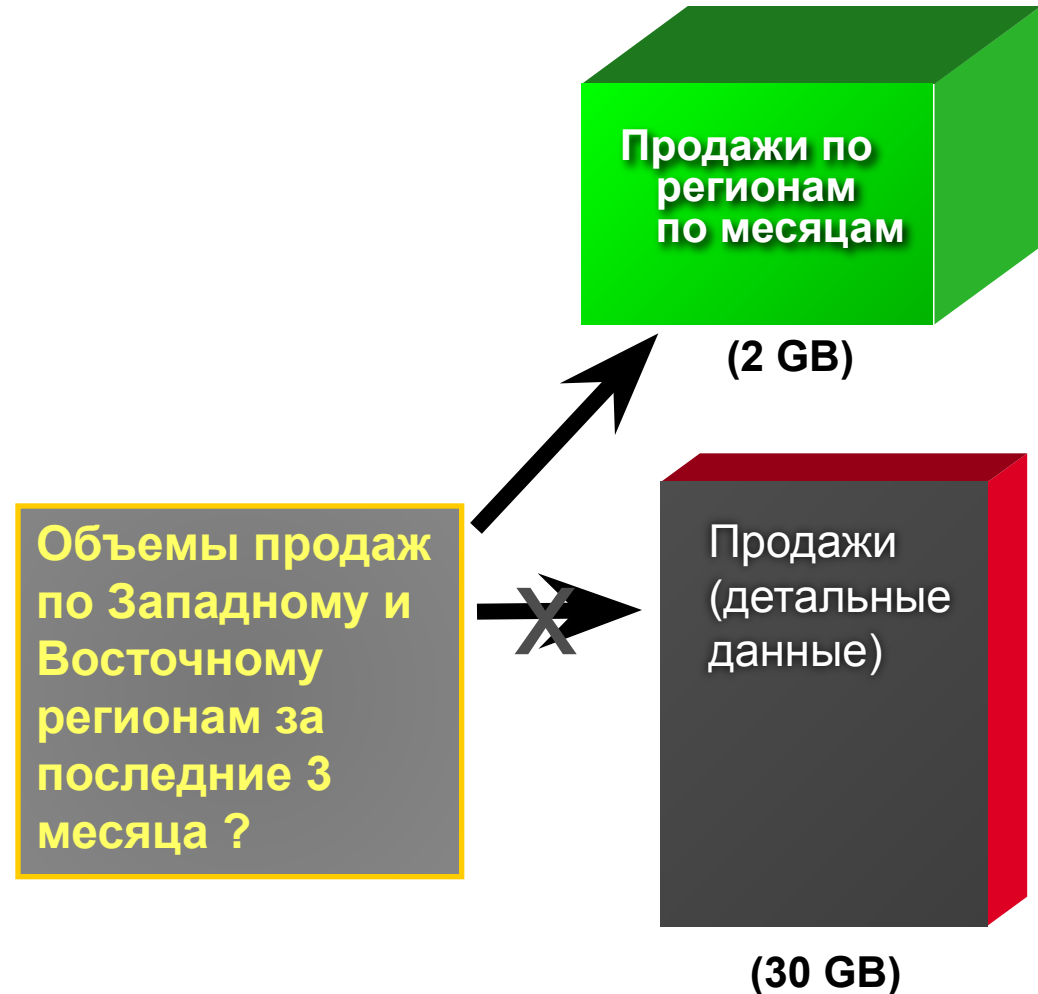 Продажи по
регионам
по месяцам
(2 GB)
Объемы продаж
по Западному и
Восточному
регионам за
последние 3
месяца ?
X
Продажи
(детальные
данные)
(30 GB)